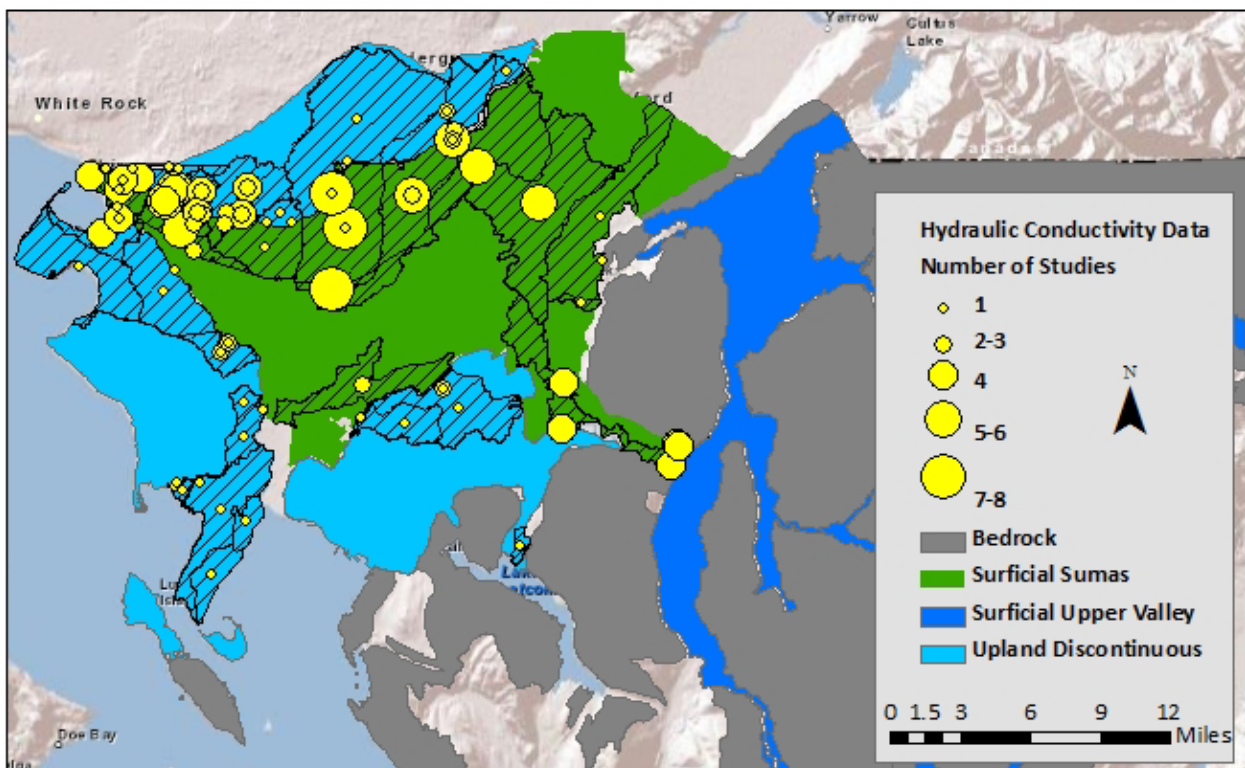 Yarrow
Cultus
Lake
White Rock
Canada
Hydraulic Conductivity Data
Number of Studies
1
2-3
4
5-6
7-8
N
Bedrock
Surficial Sumas
Surficial Upper Valley
Upland Discontinuous
0 1.5 3 6 9 12
Miles
Doe Bay